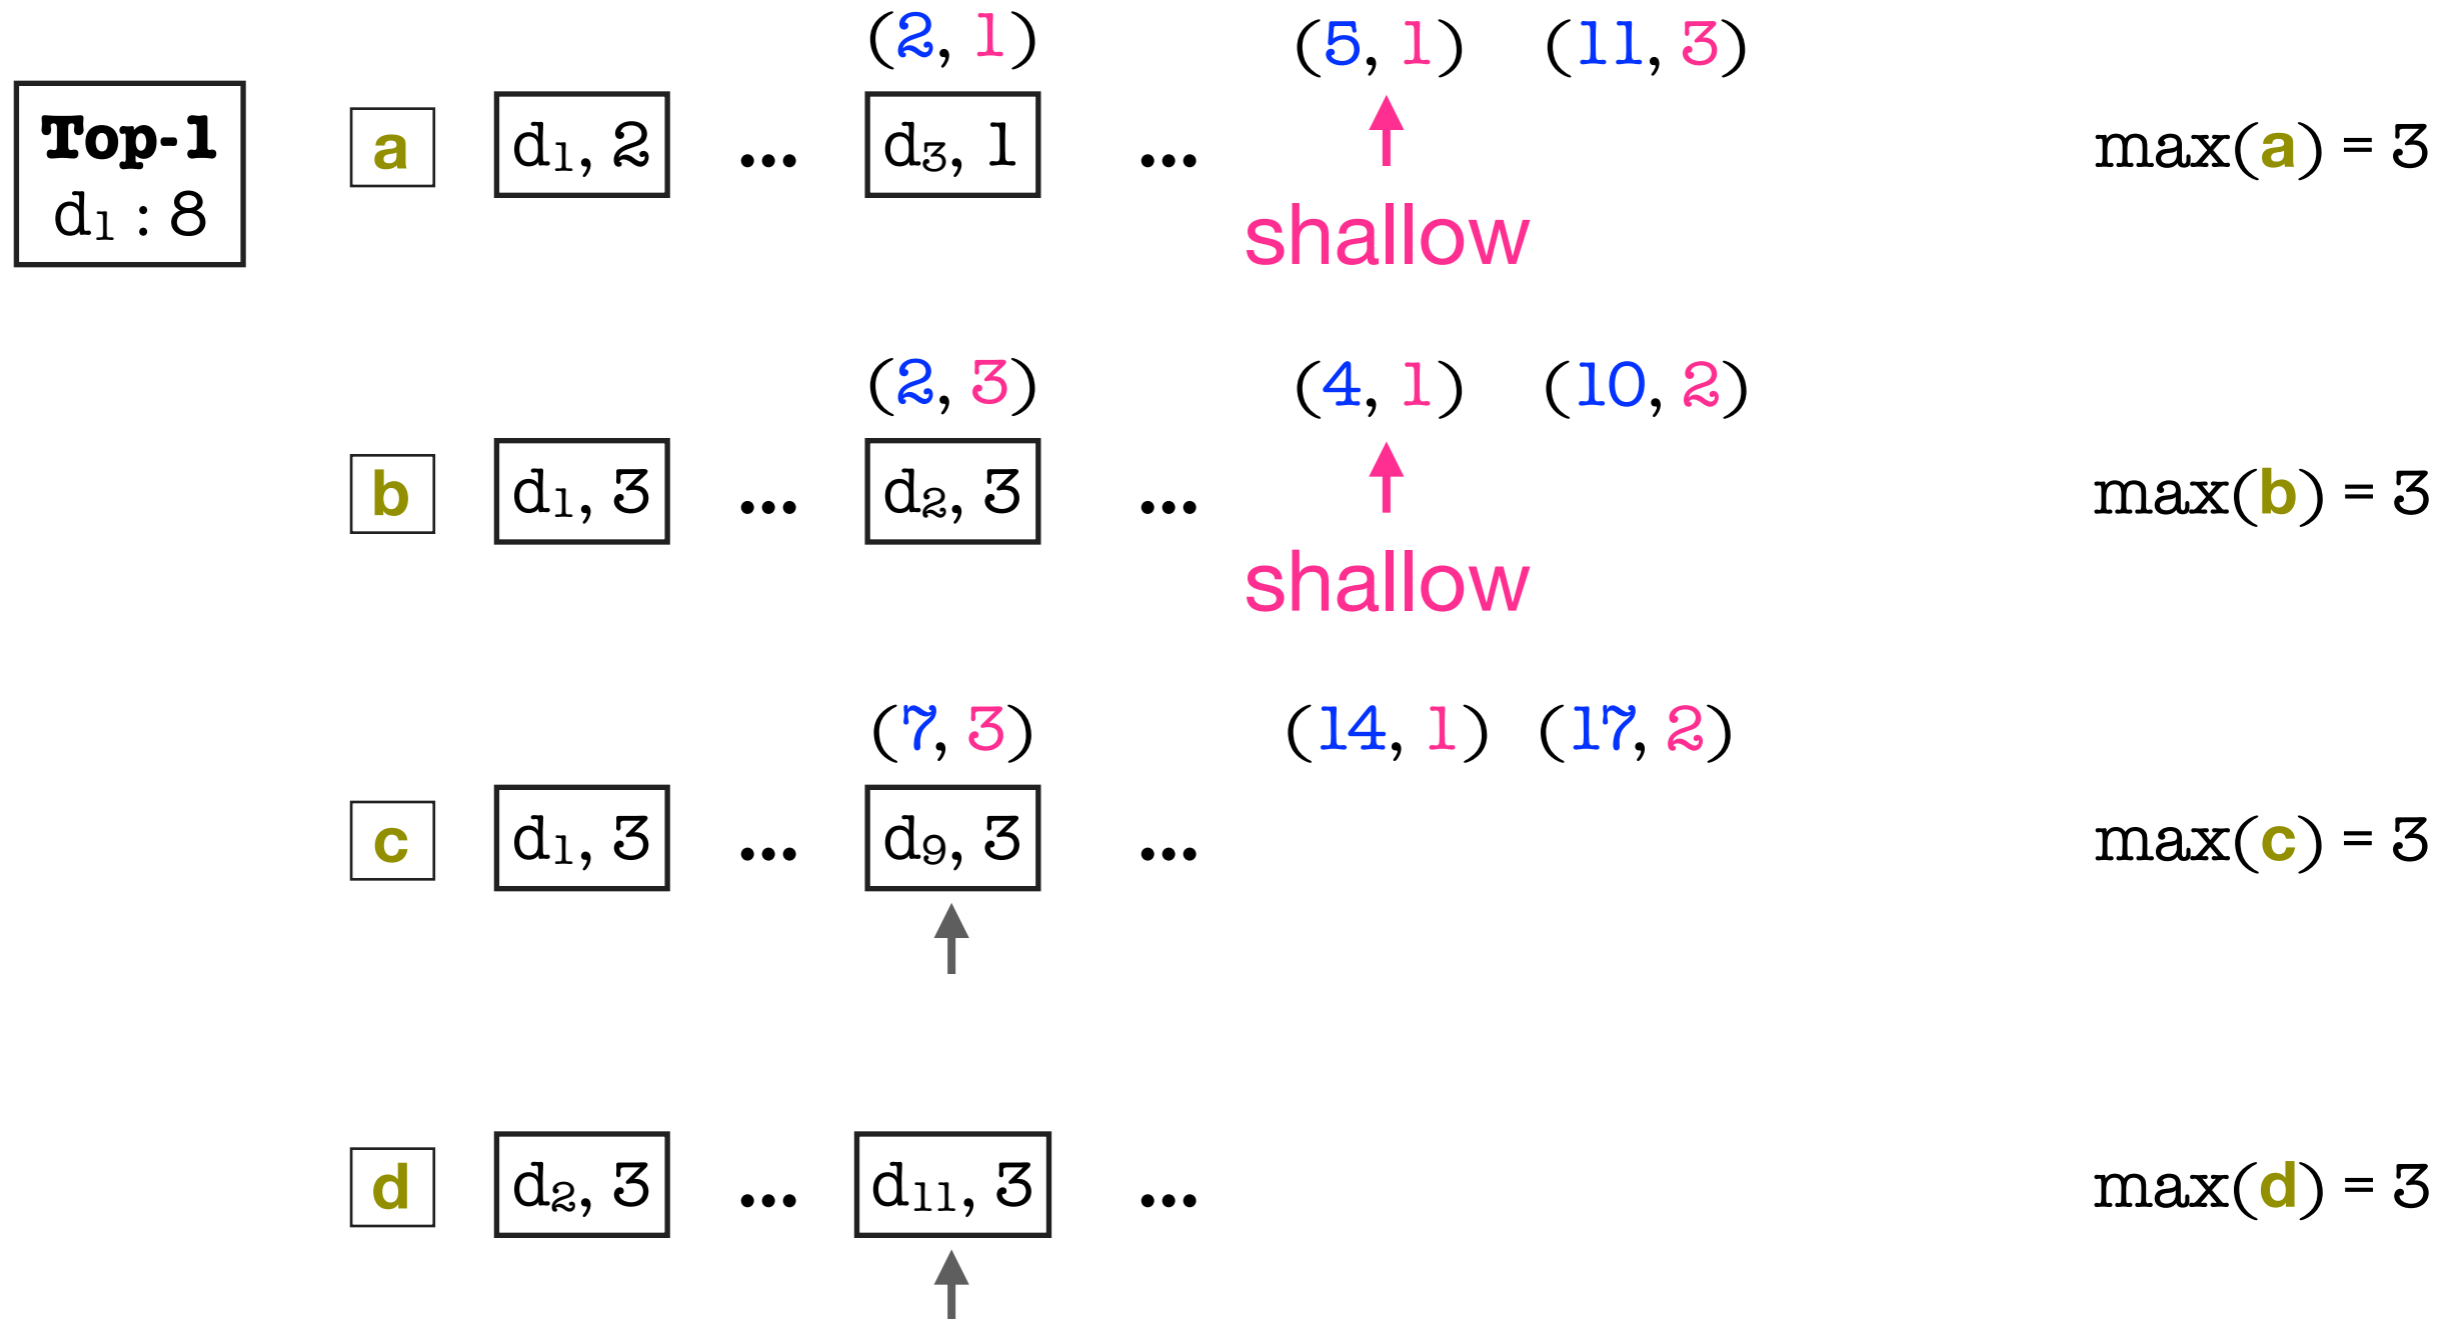 (2, 1) (5, 1) (11, 3)
Top-1
d₁ : 8
a d₁, 2 ... d₃, 1 ... max(a) = 3
shallow
(2, 3) (4, 1) (10, 2)
b d₁, 3 ... d₂, 3 ... max(b) = 3
shallow
(7, 3) (14, 1) (17, 2)
c d₁, 3 ... d₉, 3 ... max(c) = 3
d d₂, 3 ... d₁₁, 3 ... max(d) = 3